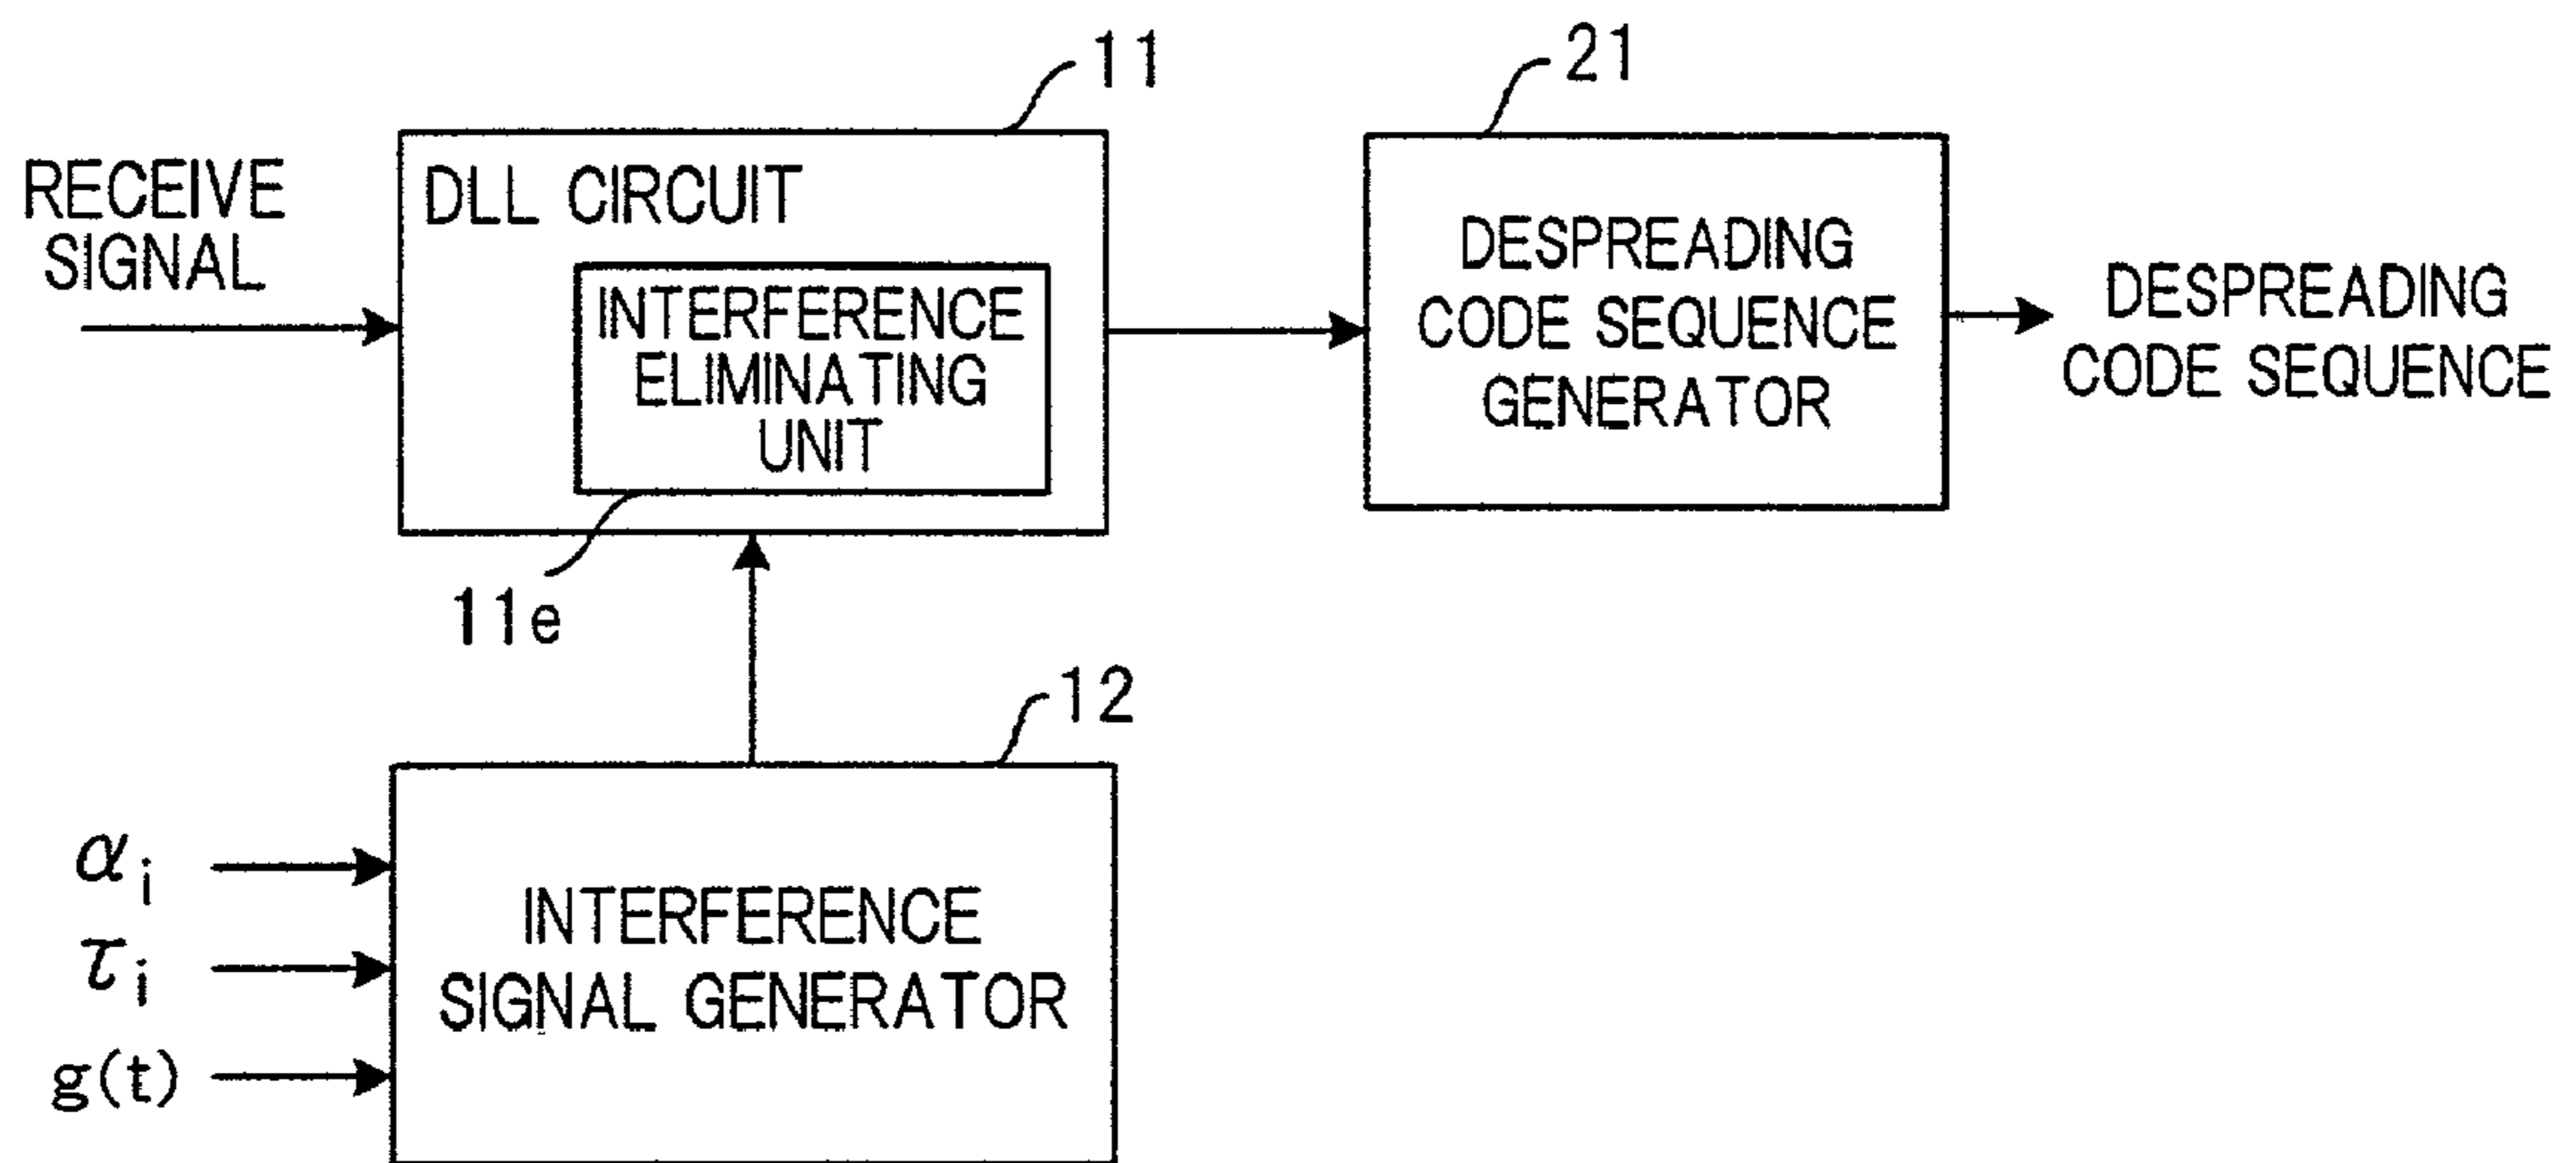 11
21
RECEIVE
SIGNAL
DLL CIRCUIT
INTERFERENCE
ELIMINATING
UNIT
11e
DESPREADING
CODE SEQUENCE
GENERATOR
DESPREADING
CODE SEQUENCE
12
αi
τi
g(t)
INTERFERENCE
SIGNAL GENERATOR